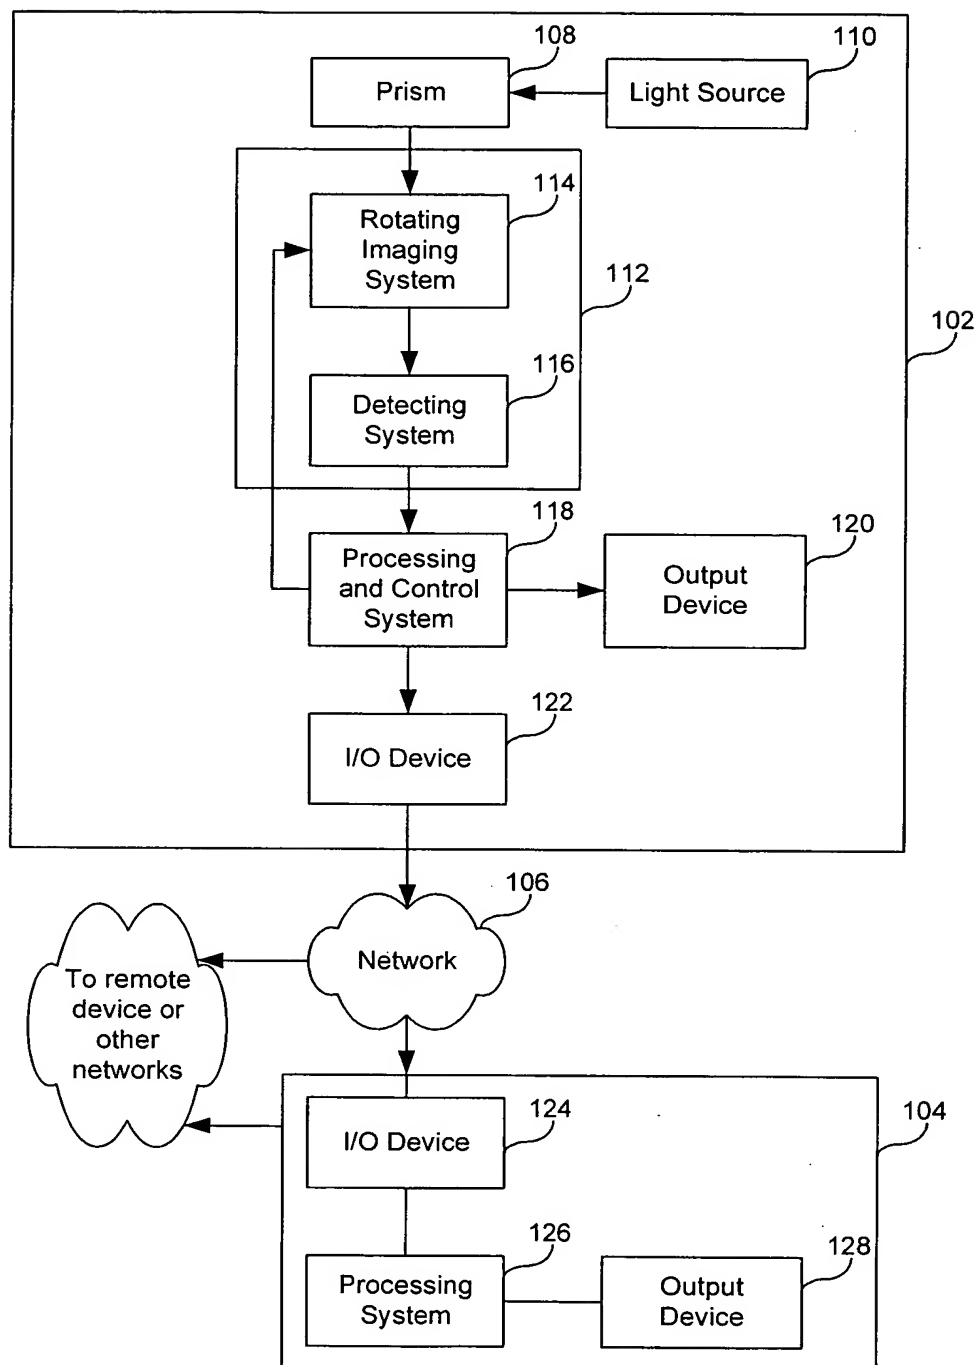 108
110
Prism
Light Source
114
Rotating
Imaging
System
112
102
116
Detecting
System
118
120
Processing
and Control
System
Output
Device
122
I/O Device
106
Network
To remote
device or
other
networks
124
104
I/O Device
126
128
Processing
System
Output
Device